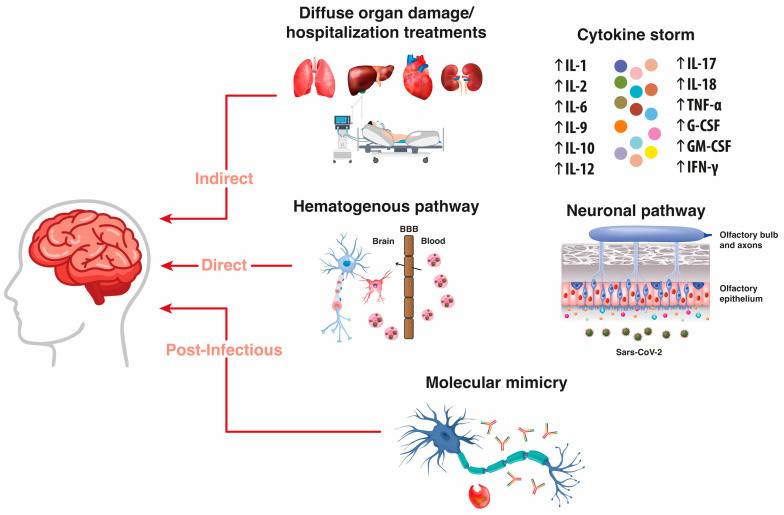 Diffuse organ damage/
hospitalization treatments
Cytokine storm
↑IL-1
↑IL-2
↑IL-6
↑IL-9
↑IL-10
↑IL-12
↑IL-17
↑IL-18
↑TNF-α
↑G-CSF
↑GM-CSF
↑IFN-γ
Indirect
Hematogenous pathway
BBB
Brain
Blood
Neuronal pathway
Olfactory bulb
and axons
Olfactory
epithelium
Sars-CoV-2
Direct
Post-Infectious
Molecular mimicry